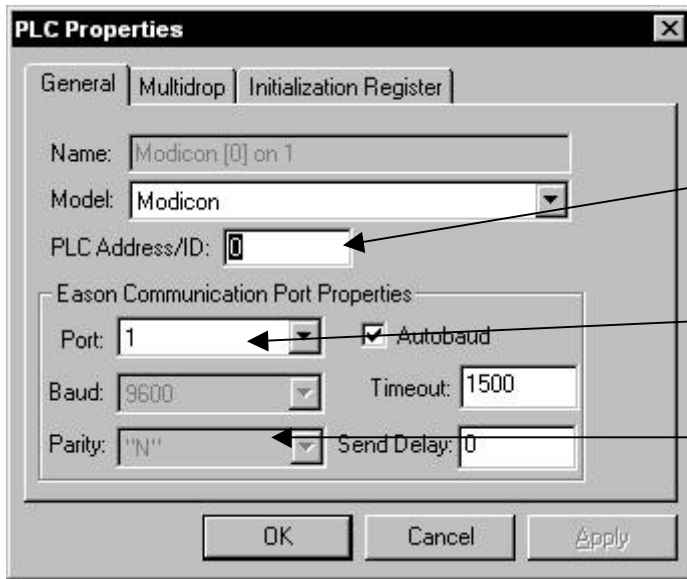 PLC Properties
General Multidrop Initialization Register
Name: Modicon [0] on 1
Model: Modicon
PLC Address/ID: 0
Eason Communication Port Properties
Port: 1 Autobaud
Baud: 9600 Timeout: 1500
Parity: "N" Send Delay: 0
OK Cancel Apply